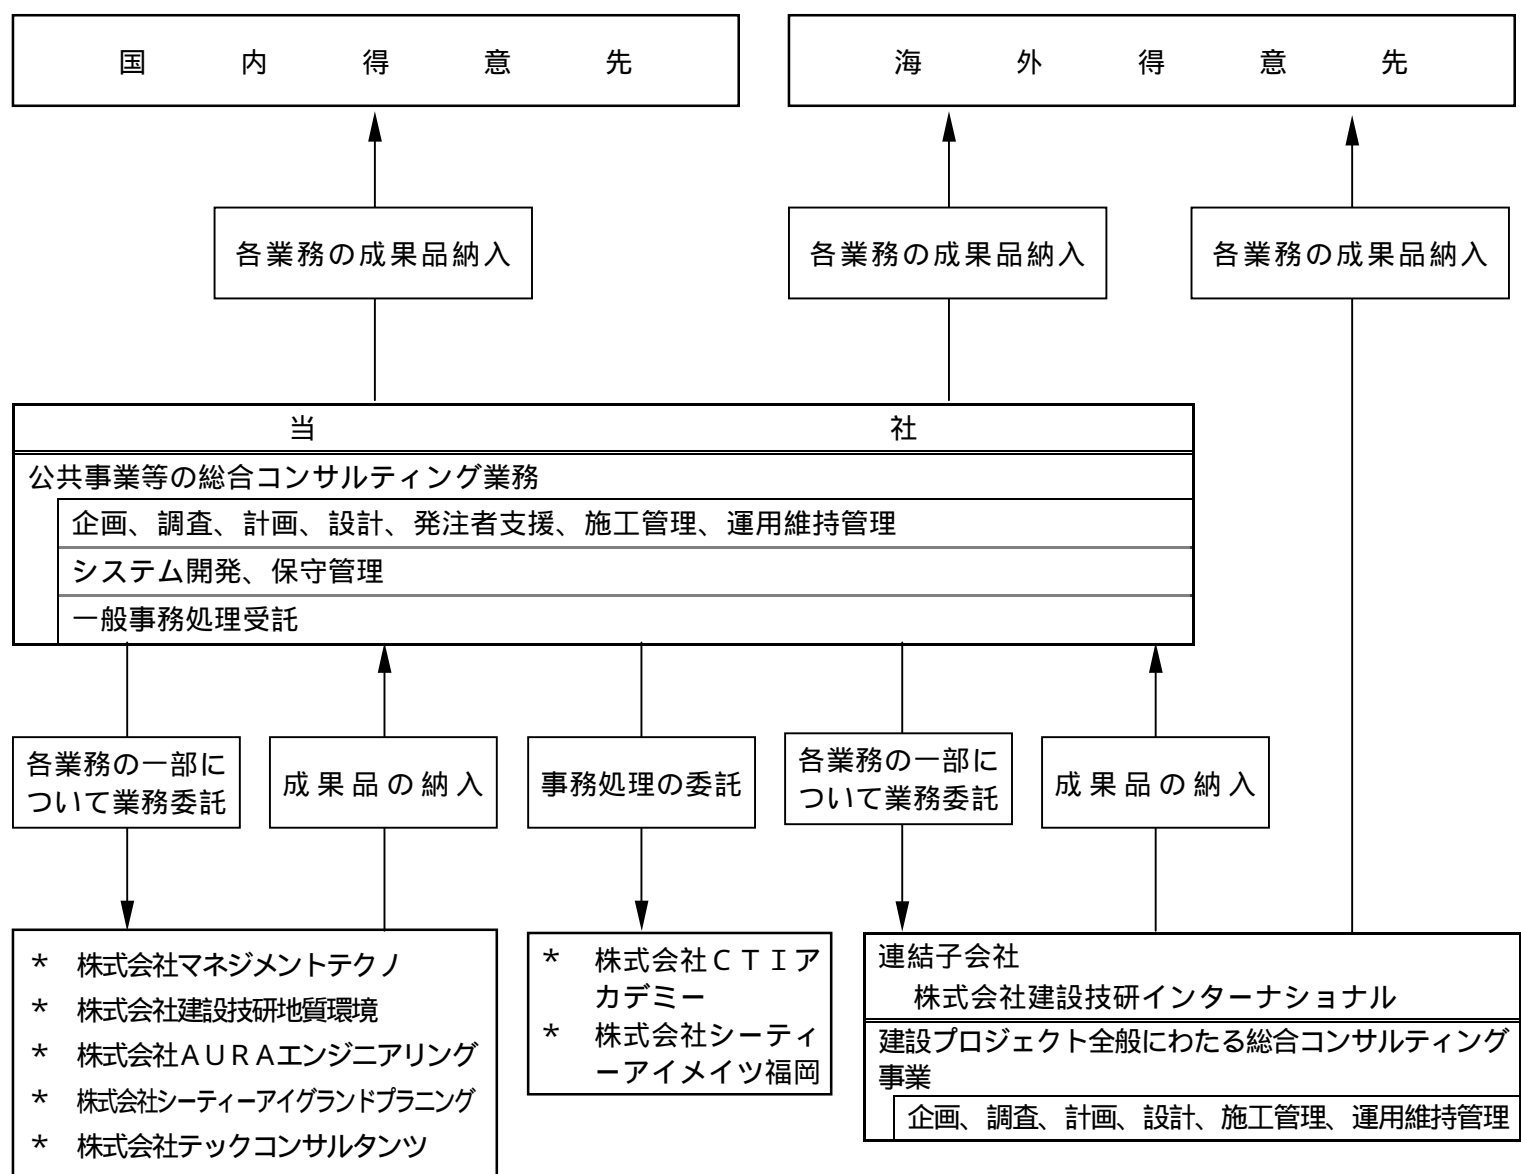 国内得意先
海外得意先
各業務の成果品納入
各業務の成果品納入
各業務の成果品納入
当社
公共事業等の総合コンサルティング業務
企画、調査、計画、設計、発注者支援、施工管理、運用維持管理
システム開発、保守管理
一般事務処理受託
各業務の一部に
ついて業務委託
成果品の納入
事務処理の委託
各業務の一部に
ついて業務委託
成果品の納入
* 株式会社マネジメントテクノ
* 株式会社建設技研地質環境
* 株式会社AURAエンジニアリング
* 株式会社シーティーアイグランドプラニング
* 株式会社テックコンサルタンツ
* 株式会社CTIア
カデミー
* 株式会社シーティ
ーアイメイツ福岡
連結子会社
株式会社建設技研インターナショナル
建設プロジェクト全般にわたる総合コンサルティング
事業
企画、調査、計画、設計、施工管理、運用維持管理